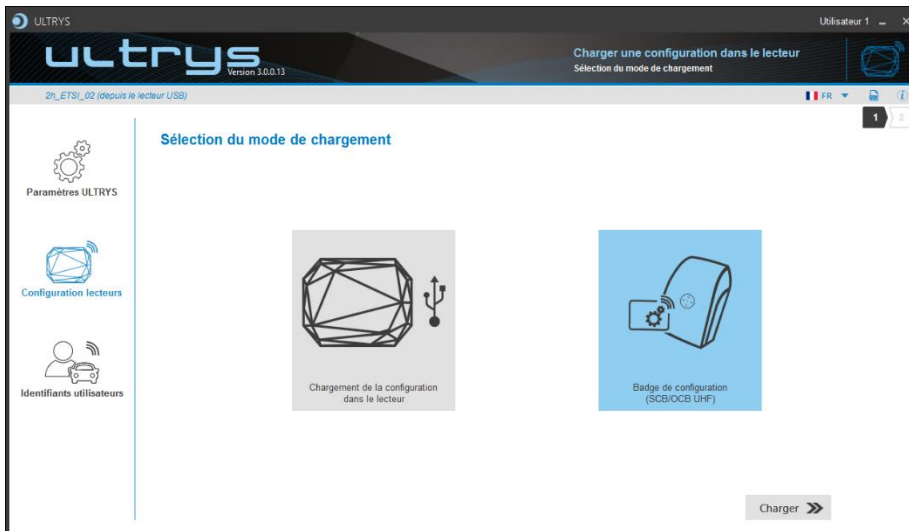 ULTRYS
Utilisateur 1
ultrys
Version 3.0.0.13
Charger une configuration dans le lecteur
Sélection du mode de chargement
2h_ETSI_02 (depuis le lecteur USB)
FR
1
2
Sélection du mode de chargement
Paramètres ULTRYS
Configuration lecteurs
Identifiants utilisateurs
Chargement de la configuration
dans le lecteur
Badge de configuration
(SCB/OCB UHF)
Charger